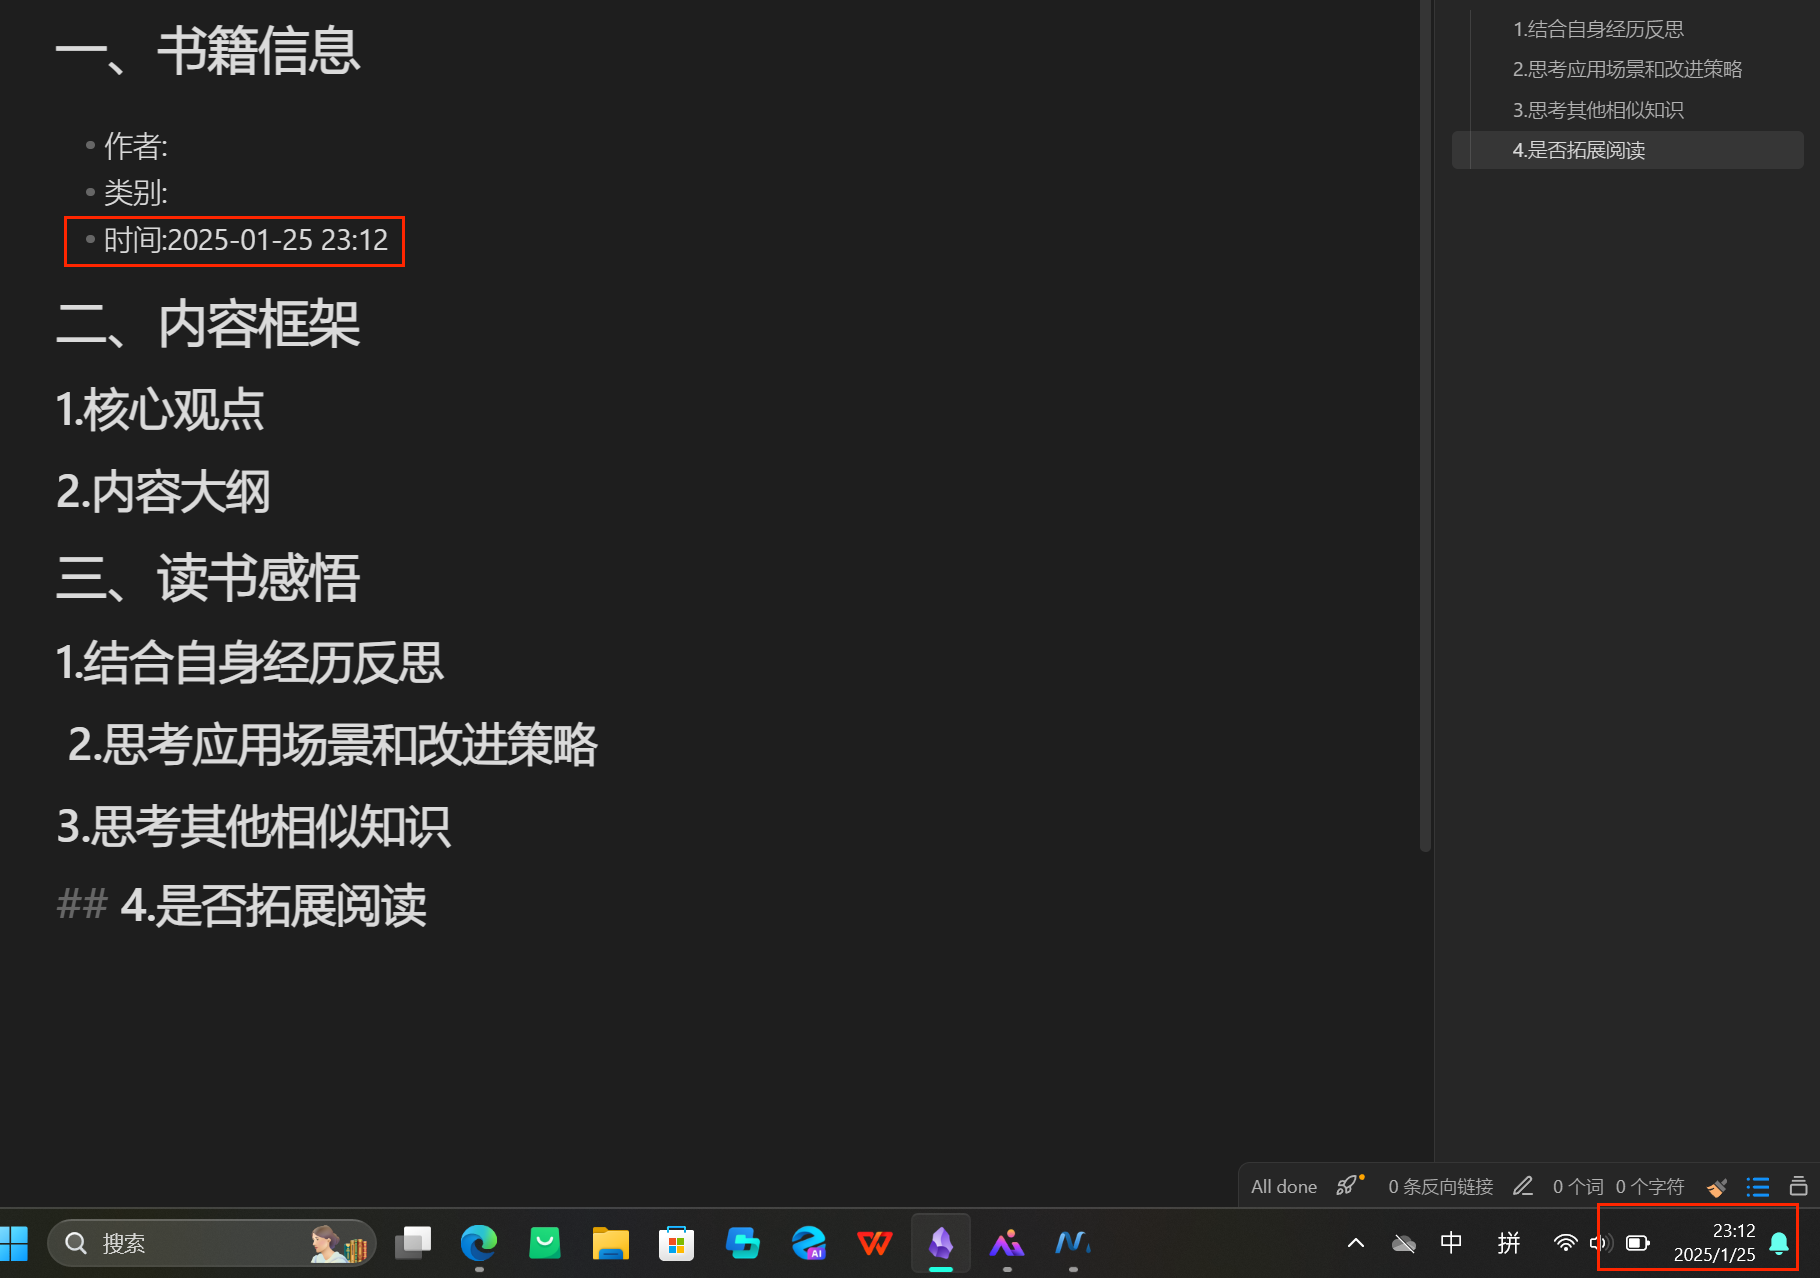 一、书籍信息
作者:
类别:
时间:2025-01-25 23:12
二、内容框架
1.核心观点
2.内容大纲
三、读书感悟
1.结合自身经历反思
2.思考应用场景和改进策略
3.思考其他相似知识
## 4.是否拓展阅读
1.结合自身经历反思
2.思考应用场景和改进策略
3.思考其他相似知识
4.是否拓展阅读
All done
0 条反向链接
0 个词 0 个字符
搜索
AI
中
拼
23:12
2025/1/25